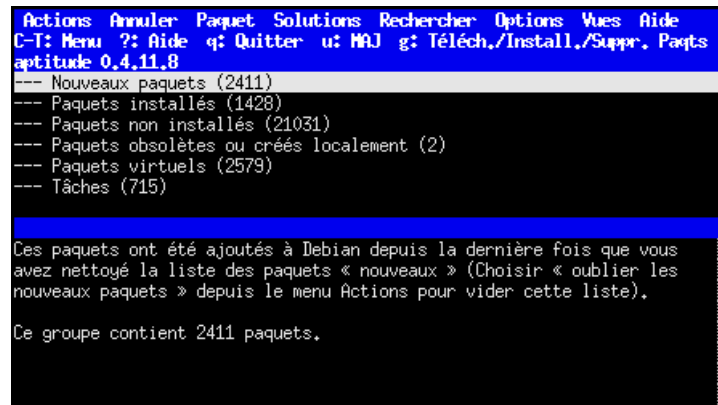 Actions Annuler Paquet Solutions Rechercher Options Vues Aide
C-T: Menu ?: Aide q: Quitter u: MAJ g: Téléch./Install./Suppr. Paqts
aptitude 0.4.11.8
--- Nouveaux paquets (2411)
--- Paquets installés (1428)
--- Paquets non installés (21031)
--- Paquets obsolètes ou créés localement (2)
--- Paquets virtuels (2579)
--- Tâches (715)
Ces paquets ont été ajoutés à Debian depuis la dernière fois que vous
avez nettoyé la liste des paquets « nouveaux » (Choisir « oublier les
nouveaux paquets » depuis le menu Actions pour vider cette liste).
Ce groupe contient 2411 paquets.